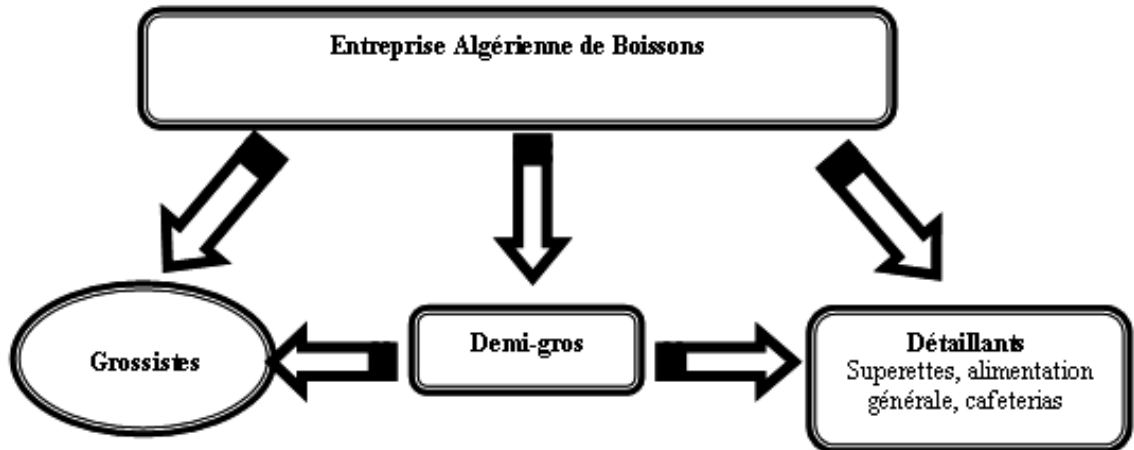 Entreprise Algérienne de Boissons
Grossistes
Demi-gros
Détaillants
Superettes, alimentation
générale, cafeterias